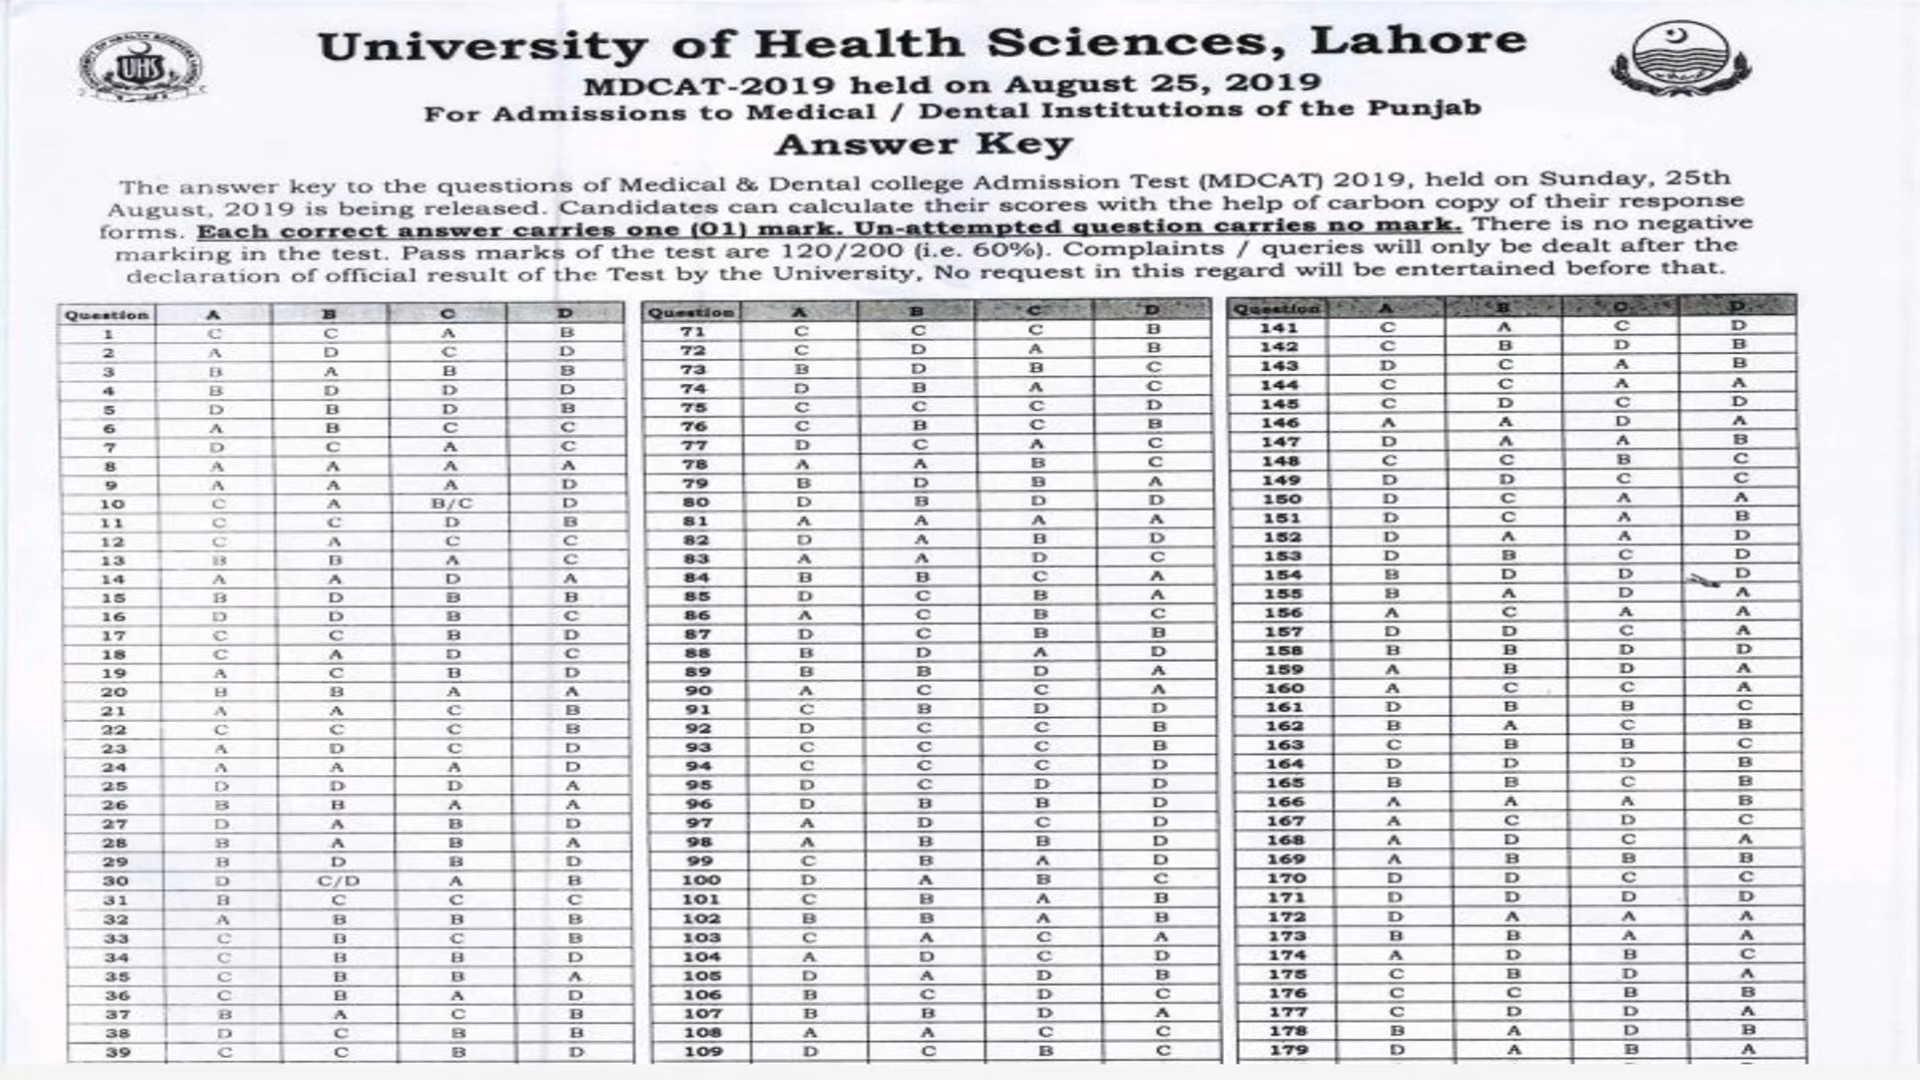 University of Health Sciences, Lahore
UHS
MDCAT-2019 held on August 25, 2019
For Admissions to Medical / Dental Institutions of the Punjab
Answer Key
The answer key to the questions of Medical & Dental college Admission Test (MDCAT) 2019, held on Sunday, 25th
August, 2019 is being released. Candidates can calculate their scores with the help of carbon copy of their response
forms. Each correct answer carries one (01) mark. Un-attempted question carries no mark. There is no negative
marking in the test. Pass marks of the test are 120/200 (i.e. 60%). Complaints / queries will only be dealt after the
declaration of official result of the Test by the University, No request in this regard will be entertained before that.
Question A B C D Question A B C D Question A B C D
1 C C A B 71 C C C B 141 C A C D
2 A D C D 72 C D A B 142 C B D B
3 B A B B 73 B D B C 143 D C A B
4 B D D D 74 D B A C 144 C C A A
5 D B D B 75 C C C D 145 C D C D
6 A B C C 76 C B C B 146 A A D A
7 D C A C 77 D C A C 147 D A A B
8 A A A A 78 A A B C 148 C C B C
9 A A A D 79 B D B A 149 D D C C
10 C A B/C D 80 D B D D 150 D C A A
11 C C D B 81 A A A A 151 D C A B
12 C A C C 82 D A B D 152 D A A D
13 B B A C 83 A A D C 153 D B C D
14 A A D A 84 B B C A 154 B D D D
15 B D B B 85 D C B A 155 B A D A
16 D D B C 86 A C B C 156 A C A A
17 C C B D 87 D C B B 157 D D C A
18 C A D C 88 B D A D 158 B B D D
19 A C B D 89 B B D A 159 A B D A
20 B B A A 90 A C C A 160 A C C A
21 A A C B 91 C B D D 161 D B B C
22 C C C B 92 D C C B 162 B A C B
23 A D C D 93 C C C B 163 C B B C
24 A A A D 94 C C C D 164 D D D B
25 D D D A 95 D C D D 165 B B C B
26 B B A A 96 D B B D 166 A A A B
27 D A B D 97 A D C D 167 A C D C
28 B A B A 98 A B B D 168 A D C A
29 B D B D 99 C B A D 169 A B B B
30 D C/D A B 100 D A B C 170 D D C C
31 B C C C 101 C B A B 171 D D D D
32 A B B B 102 B B A B 172 D A A A
33 C B C B 103 C A C A 173 B B A A
34 C B B D 104 A D C D 174 A D B C
35 C B B A 105 D A D B 175 C B D A
36 C B A D 106 B C D C 176 C C B B
37 B A C B 107 B B D A 177 C D D A
38 D C B B 108 A A C C 178 B A D B
39 C C B D 109 D C B C 179 D A B A